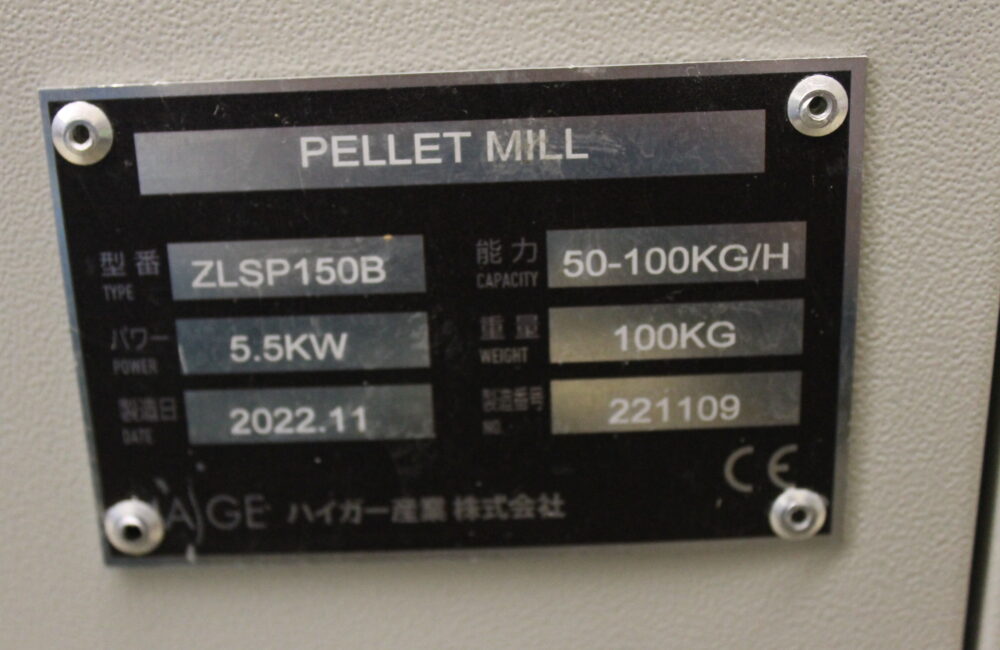 PELLET MILL
型番 ZLSP150B 能力 50-100KG/H
TYPE CAPACITY
パワー 5.5KW 重量 100KG
POWER WEIGHT
製造日 2022.11 製造番号 221109
DATE NO.
CE
ハイガー産業 株式会社